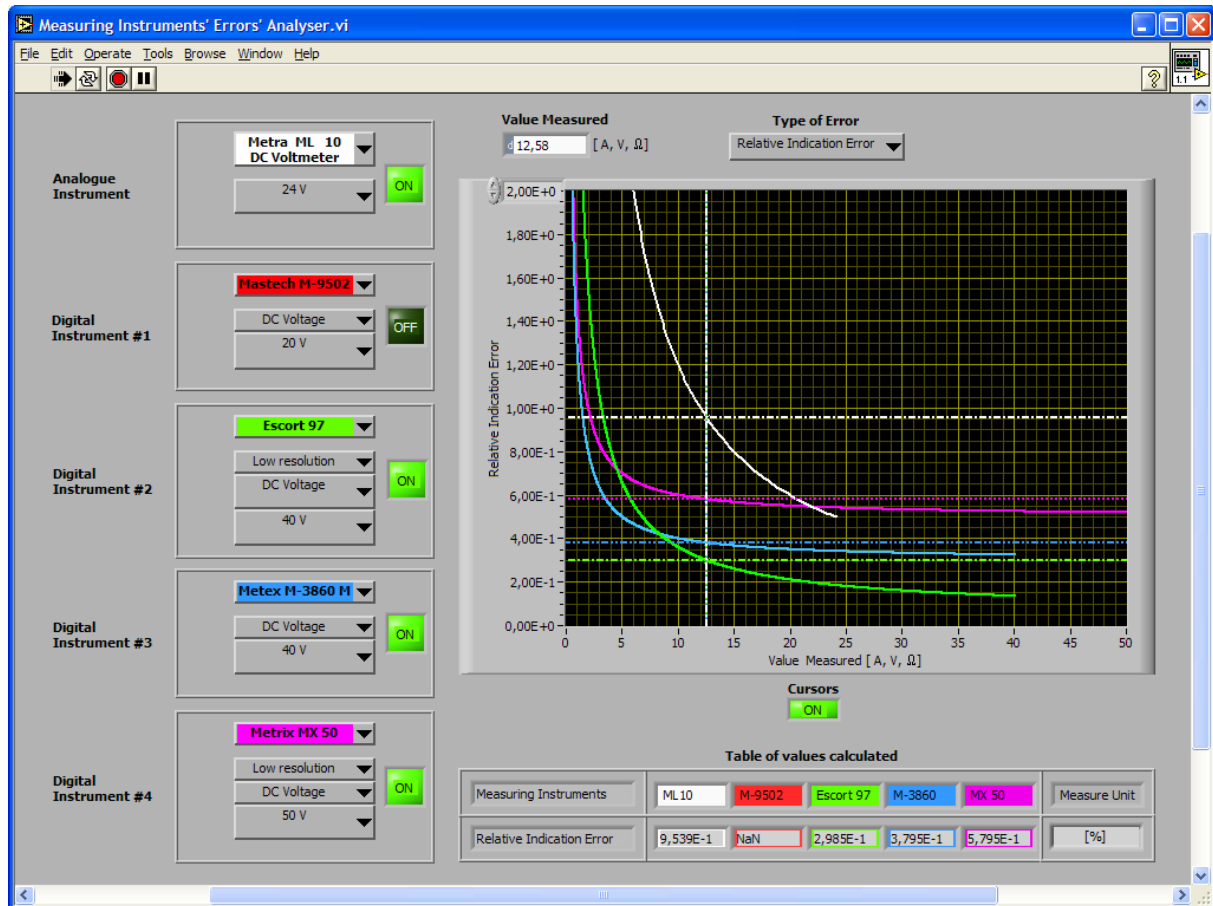 Measuring Instruments' Errors' Analyser.vi
File Edit Operate Tools Browse Window Help
1.1
Analogue
Instrument
Metra ML 10
DC Voltmeter
24 V
ON
Digital
Instrument #1
Mastech M-9502
DC Voltage
20 V
OFF
Digital
Instrument #2
Escort 97
Low resolution
DC Voltage
40 V
ON
Digital
Instrument #3
Metex M-3860 M
DC Voltage
40 V
ON
Digital
Instrument #4
Metrix MX 50
Low resolution
DC Voltage
50 V
ON
Value Measured
d 12,58 [ A, V, Ω]
Type of Error
Relative Indication Error
Relative Indication Error
2,00E+0
1,80E+0
1,60E+0
1,40E+0
1,20E+0
1,00E+0
8,00E-1
6,00E-1
4,00E-1
2,00E-1
0,00E+0
0 5 10 15 20 25 30 35 40 45 50
Value Measured [ A, V, Ω]
Cursors
ON
Table of values calculated
Measuring Instruments ML10 M-9502 Escort 97 M-3860 MX 50 Measure Unit
Relative Indication Error 9,539E-1 NaN 2,985E-1 3,795E-1 5,795E-1 [%]